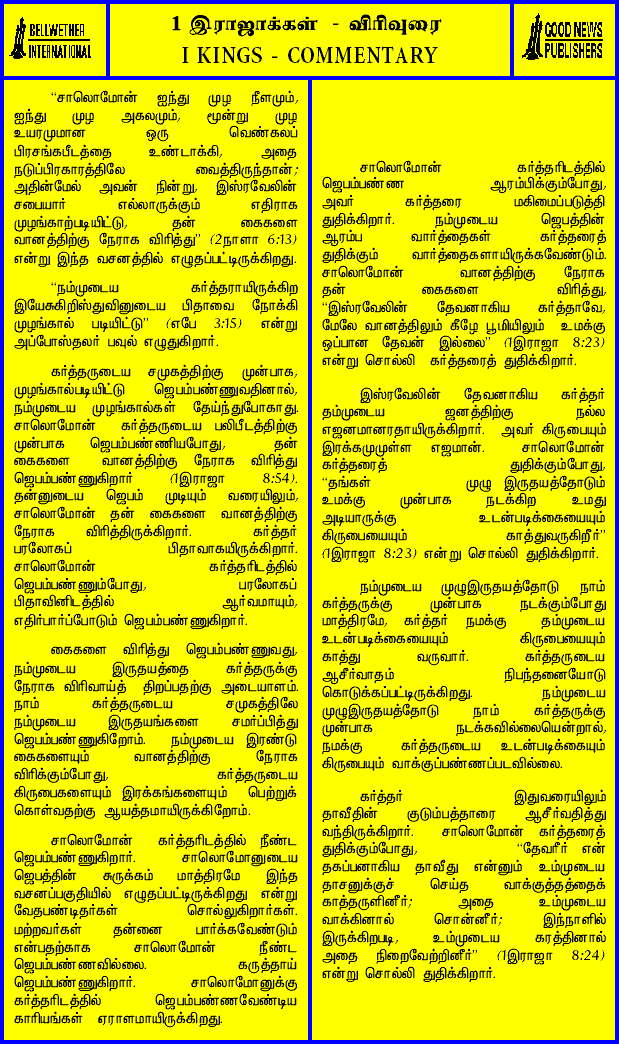 BELLWETHER
INTERNATIONAL
1 இராஜாக்கள் - விரிவுரை
I KINGS - COMMENTARY
GOOD NEWS
PUBLISHERS
“சாலொமோன் ஐந்து முழ நீளமும்,
ஐந்து முழ அகலமும், மூன்று முழ
உயரமுமான ஒரு வெண்கலப்
பிரசங்கபீடத்தை உண்டாக்கி, அதை
நடுப்பிரகாரத்திலே வைத்திருந்தான்;
அதின்மேல் அவன் நின்று, இஸ்ரவேலின்
சபையார் எல்லாருக்கும் எதிராக
முழங்காற்படியிட்டு, தன் கைகளை
வானத்திற்கு நேராக விரித்து” (2நாளா 6:13)
என்று இந்த வசனத்தில் எழுதப்பட்டிருக்கிறது.
“நம்முடைய கர்த்தராயிருக்கிற
இயேசுகிறிஸ்துவினுடைய பிதாவை நோக்கி
முழங்கால் படியிட்டு” (எபே 3:15) என்று
அப்போஸ்தலர் பவுல் எழுதுகிறார்.
கர்த்தருடைய சமுகத்திற்கு முன்பாக,
முழங்கால்படியிட்டு ஜெபம்பண்ணுவதினால்,
நம்முடைய முழங்கால்கள் தேய்ந்துபோகாது.
சாலொமோன் கர்த்தருடைய பலிபீடத்திற்கு
முன்பாக ஜெபம்பண்ணியபோது, தன்
கைகளை வானத்திற்கு நேராக விரித்து
ஜெபம்பண்ணுகிறார் (1இராஜா 8:54).
தன்னுடைய ஜெபம் முடியும் வரையிலும்,
சாலொமோன் தன் கைகளை வானத்திற்கு
நேராக விரித்திருக்கிறார். கர்த்தர்
பரலோகப் பிதாவாகயிருக்கிறார்.
சாலொமோன் கர்த்தரிடத்தில்
ஜெபம்பண்ணும்போது, பரலோகப்
பிதாவினிடத்தில் ஆர்வமாயும்,
எதிர்பார்ப்போடும் ஜெபம்பண்ணுகிறார்.
கைகளை விரித்து ஜெபம்பண்ணுவது,
நம்முடைய இருதயத்தை கர்த்தருக்கு
நேராக விரிவாய்த் திறப்பதற்கு அடையாளம்.
நாம் கர்த்தருடைய சமுகத்திலே
நம்முடைய இருதயங்களை சமர்ப்பித்து
ஜெபம்பண்ணுகிறோம். நம்முடைய இரண்டு
கைகளையும் வானத்திற்கு நேராக
விரிக்கும்போது, கர்த்தருடைய
கிருபைகளையும் இரக்கங்களையும் பெற்றுக்
கொள்வதற்கு ஆயத்தமாயிருக்கிறோம்.
சாலொமோன் கர்த்தரிடத்தில் நீண்ட
ஜெபம்பண்ணுகிறார். சாலொமோனுடைய
ஜெபத்தின் சுருக்கம் மாத்திரமே இந்த
வசனப்பகுதியில் எழுதப்பட்டிருக்கிறது என்று
வேதபண்டிதர்கள் சொல்லுகிறார்கள்.
மற்றவர்கள் தன்னை பார்க்கவேண்டும்
என்பதற்காக சாலொமோன் நீண்ட
ஜெபம்பண்ணவில்லை. கருத்தாய்
ஜெபம்பண்ணுகிறார். சாலொமோனுக்கு
கர்த்தரிடத்தில் ஜெபம்பண்ணவேண்டிய
காரியங்கள் ஏராளமாயிருக்கிறது.
சாலொமோன் கர்த்தரிடத்தில்
ஜெபம்பண்ண ஆரம்பிக்கும்போது,
அவர் கர்த்தரை மகிமைப்படுத்தி
துதிக்கிறார். நம்முடைய ஜெபத்தின்
ஆரம்ப வார்த்தைகள் கர்த்தரைத்
துதிக்கும் வார்த்தைகளாயிருக்கவேண்டும்.
சாலொமோன் வானத்திற்கு நேராக
தன் கைகளை விரித்து,
“இஸ்ரவேலின் தேவனாகிய கர்த்தாவே,
மேலே வானத்திலும் கீழே பூமியிலும் உமக்கு
ஒப்பான தேவன் இல்லை” (1இராஜா 8:23)
என்று சொல்லி கர்த்தரைத் துதிக்கிறார்.
இஸ்ரவேலின் தேவனாகிய கர்த்தர்
தம்முடைய ஜனத்திற்கு நல்ல
எஜனமானரதாயிருக்கிறார். அவர் கிருபையும்
இரக்கமுமுள்ள எஜமான். சாலொமோன்
கர்த்தரைத் துதிக்கும்போது,
“தங்கள் முழு இருதயத்தோடும்
உமக்கு முன்பாக நடக்கிற உமது
அடியாருக்கு உடன்படிக்கையையும்
கிருபையையும் காத்துவருகிறீர்”
(1இராஜா 8:23) என்று சொல்லி துதிக்கிறார்.
நம்முடைய முழுஇருதயத்தோடு நாம்
கர்த்தருக்கு முன்பாக நடக்கும்போது
மாத்திரமே, கர்த்தர் நமக்கு தம்முடைய
உடன்படிக்கையையும் கிருபையையும்
காத்து வருவார். கர்த்தருடைய
ஆசீர்வாதம் நிபந்தனையோடு
கொடுக்கப்பட்டிருக்கிறது. நம்முடைய
முழுஇருதயத்தோடு நாம் கர்த்தருக்கு
முன்பாக நடக்கவில்லையென்றால்,
நமக்கு கர்த்தருடைய உடன்படிக்கையும்
கிருபையும் வாக்குப்பண்ணப்படவில்லை.
கர்த்தர் இதுவரையிலும்
தாவீதின் குடும்பத்தாரை ஆசீர்வதித்து
வந்திருக்கிறார். சாலொமோன் கர்த்தரைத்
துதிக்கும்போது, “தேவரீர் என்
தகப்பனாகிய தாவீது என்னும் உம்முடைய
தாசனுக்குச் செய்த வாக்குத்தத்தைக்
காத்தருளினீர்; அதை உம்முடைய
வாக்கினால் சொன்னீர்; இந்நாளில்
இருக்கிறபடி, உம்முடைய கரத்தினால்
அதை நிறைவேற்றினீர்” (1இராஜா 8:24)
என்று சொல்லி துதிக்கிறார்.